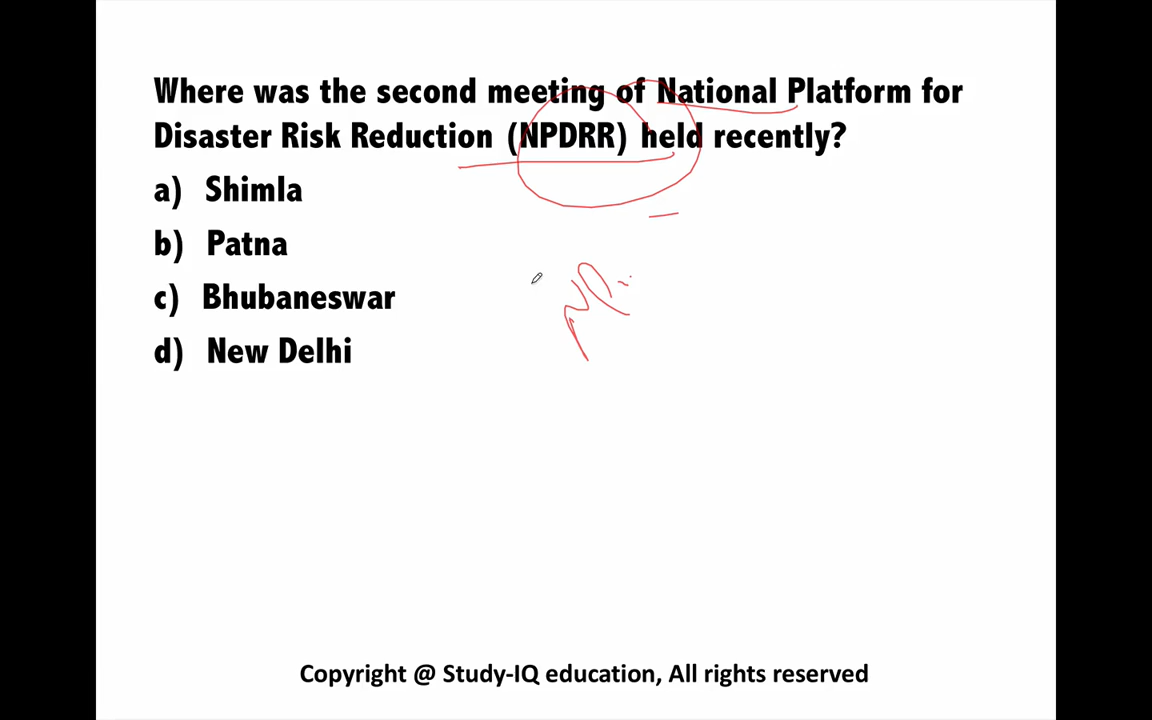 Where was the second meeting of National Platform for
Disaster Risk Reduction (NPDRR) held recently?
a) Shimla
b) Patna
c) Bhubaneswar
d) New Delhi
Copyright @ Study-IQ education, All rights reserved